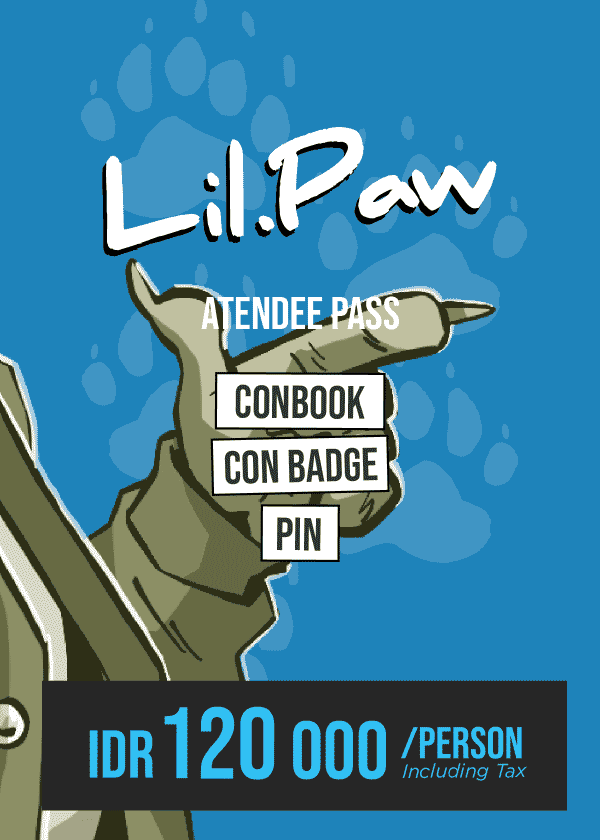 Lil.Paw
ATENDEE PASS
CONBOOK
CON BADGE
PIN
IDR 120 000 /PERSON
Including Tax